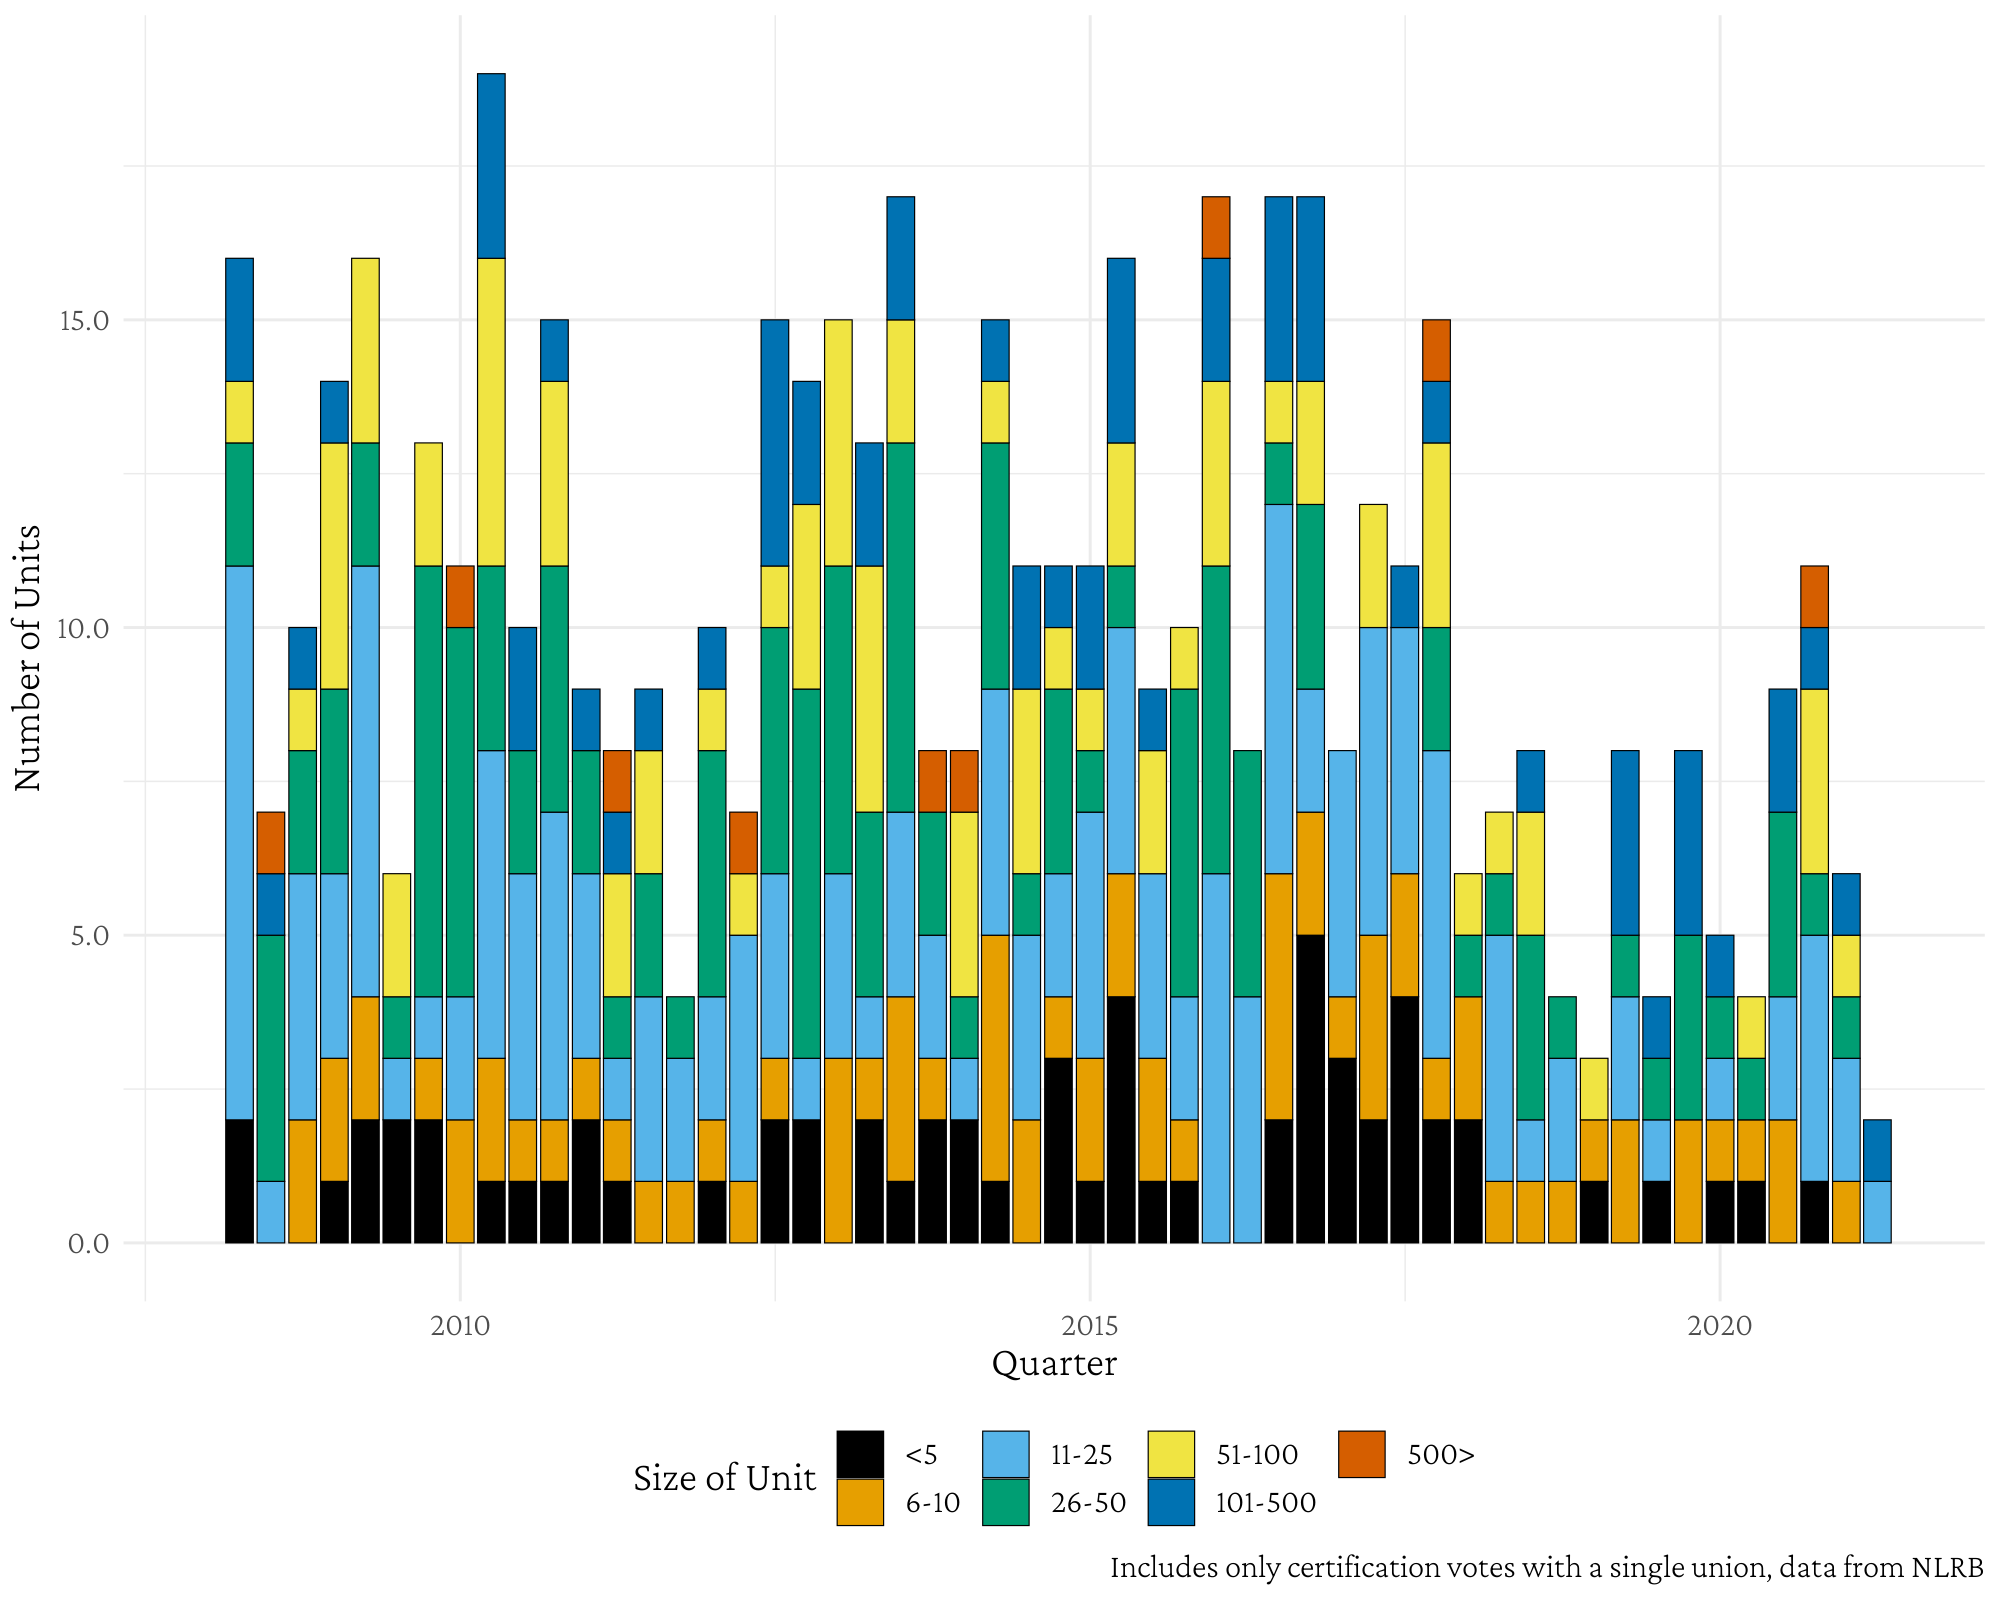 15.0
10.0
5.0
0.0
Number of Units
2010 2015 2020
Quarter
Size of Unit
<5 11-25 51-100 500>
6-10 26-50 101-500
Includes only certification votes with a single union, data from NLRB